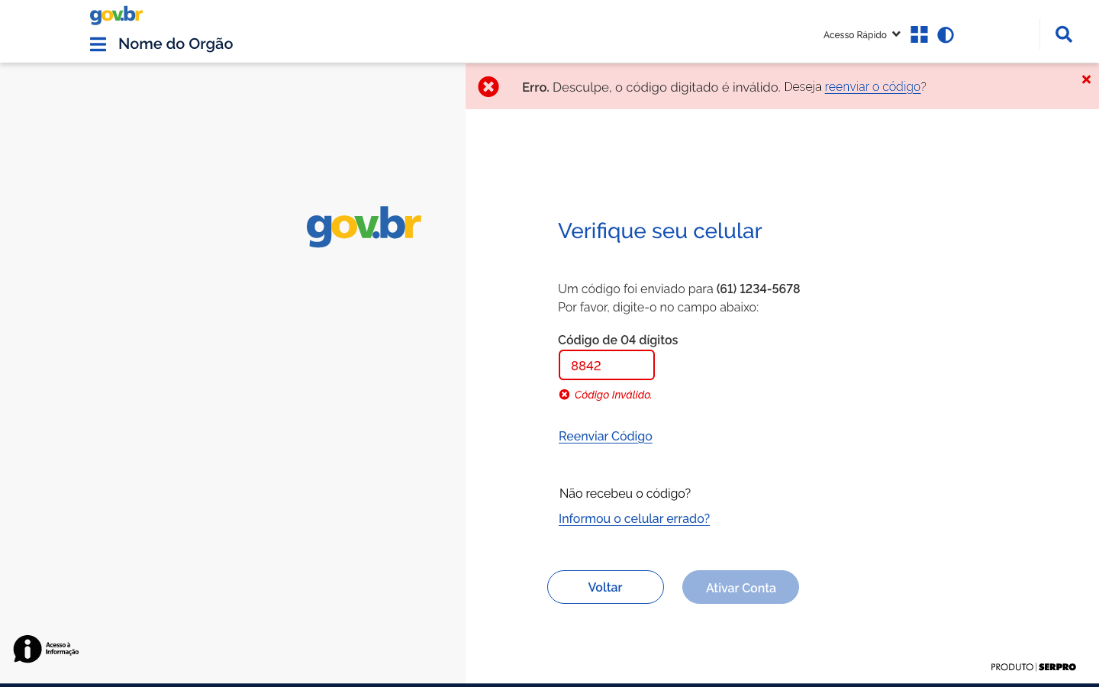 gov.br
Nome do Orgão
Acesso Rápido
Erro. Desculpe, o código digitado é inválido. Deseja reenviar o código?
gov.br
Verifique seu celular
Um código foi enviado para (61) 1234-5678
Por favor, digite-o no campo abaixo:
Código de 04 dígitos
8842
Código Inválido.
Reenviar Código
Não recebeu o código?
Informou o celular errado?
Voltar
Ativar Conta
Acesso à
Informação
PRODUTO | SERPRO